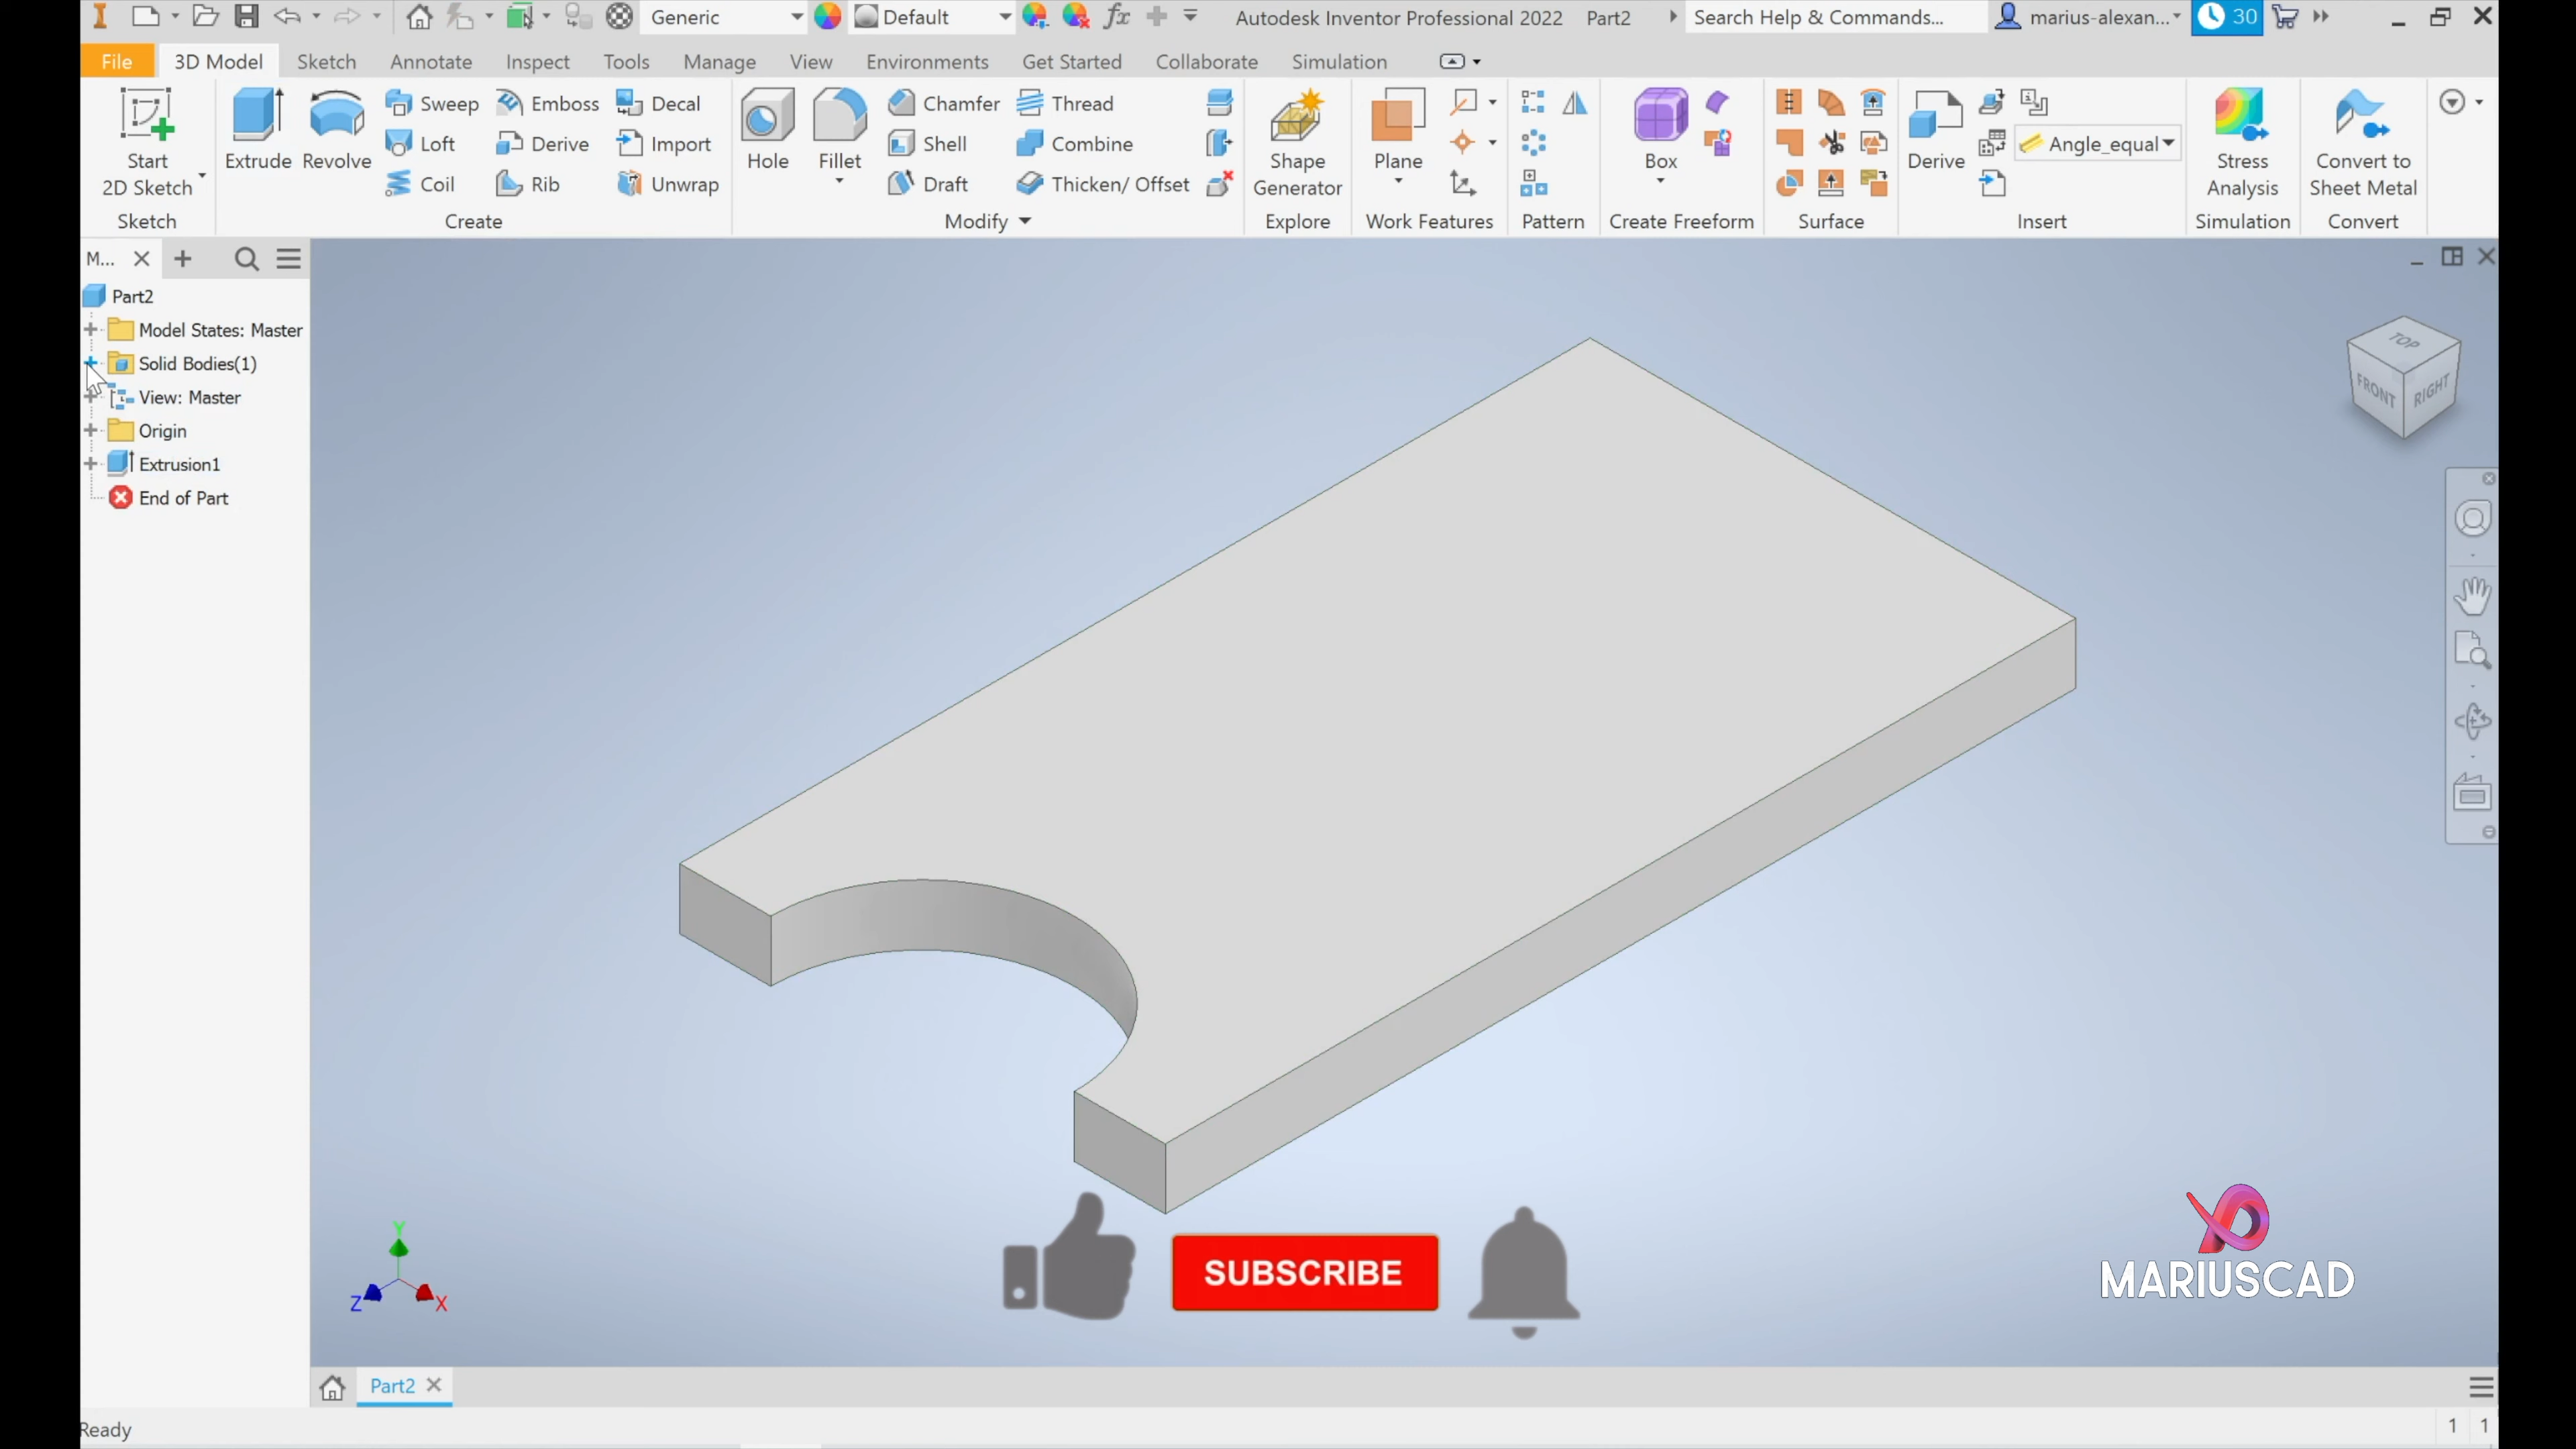 Generic
Default
Autodesk Inventor Professional 2022 Part2
Search Help & Commands...
marius-alexan...
30
File 3D Model Sketch Annotate Inspect Tools Manage View Environments Get Started Collaborate Simulation
Start
2D Sketch
Sketch
Extrude
Revolve
Sweep
Loft
Coil
Emboss
Derive
Rib
Decal
Import
Unwrap
Create
Hole
Fillet
Chamfer
Shell
Draft
Thread
Combine
Thicken/ Offset
Modify
Shape
Generator
Explore
Plane
Work Features
Pattern
Box
Create Freeform
Surface
Derive
Angle_equal
Insert
Stress
Analysis
Simulation
Convert to
Sheet Metal
Convert
M...
Part2
Model States: Master
Solid Bodies(1)
View: Master
Origin
Extrusion1
End of Part
TOP
FRONT
RIGHT
Y
Z
X
SUBSCRIBE
MARIUSCAD
Part2
Ready
1 1